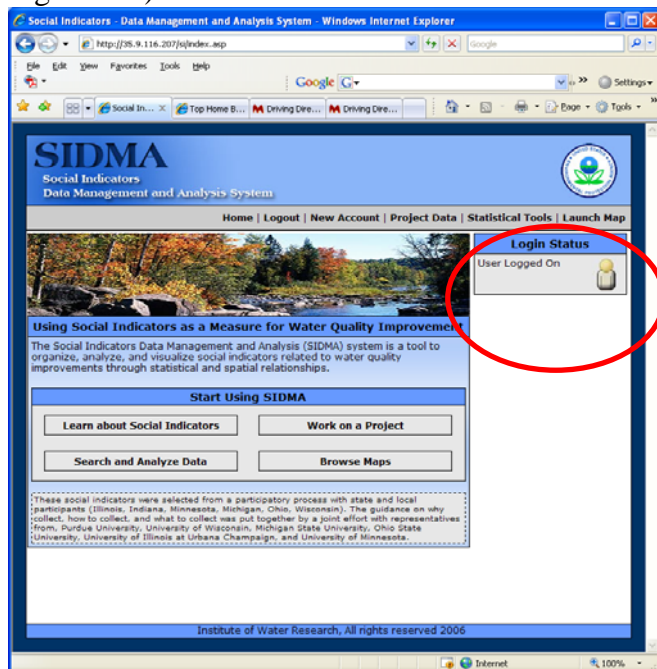 Social Indicators - Data Management and Analysis System - Windows Internet Explorer
http://35.9.116.207/si/index.asp
Google
File Edit View Favorites Tools Help
Google G
Settings
Social In... Top Home B... Driving Dire... Driving Dire... Page Tools
SIDMA
Social Indicators
Data Management and Analysis System
Home | Logout | New Account | Project Data | Statistical Tools | Launch Map
Login Status
User Logged On
Using Social Indicators as a Measure for Water Quality Improvement
The Social Indicators Data Management and Analysis (SIDMA) system is a tool to
organize, analyze, and visualize social indicators related to water quality
improvements through statistical and spatial relationships.
Start Using SIDMA
Learn about Social Indicators Work on a Project
Search and Analyze Data Browse Maps
These social indicators were selected from a participatory process with state and local
participants (Illinois, Indiana, Minnesota, Michigan, Ohio, Wisconsin). The guidance on why
collect, how to collect, and what to collect was put together by a joint effort with representatives
from, Purdue University, University of Wisconsin, Michigan State University, Ohio State
University, University of Illinois at Urbana Champaign, and University of Minnesota.
Institute of Water Research, All rights reserved 2006
Internet 100%